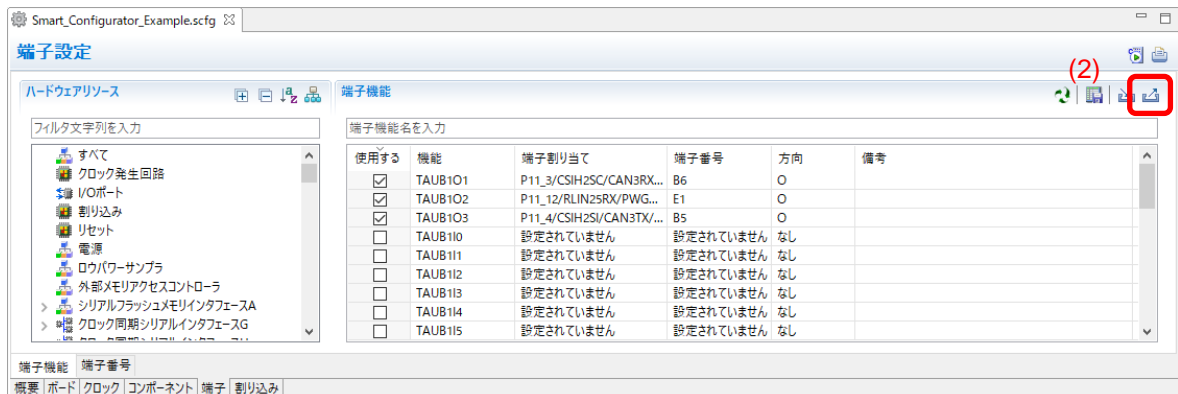 Smart_Configurator_Example.scfg
端子設定
(2)
ハードウェアリソース
端子機能
フィルタ文字列を入力
端子機能名を入力
すべて
クロック発生回路
I/Oポート
割り込み
リセット
電源
ロウパワーサンプラ
外部メモリアクセスコントローラ
シリアルフラッシュメモリインタフェースA
クロック同期シリアルインタフェースG
使用する 機能 端子割り当て 端子番号 方向 備考
TAUB1O1 P11_3/CSIH2SC/CAN3RX... B6 O
TAUB1O2 P11_12/RLIN25RX/PWG... E1 O
TAUB1O3 P11_4/CSIH2SI/CAN3TX/... B5 O
TAUB1I0 設定されていません 設定されていません なし
TAUB1I1 設定されていません 設定されていません なし
TAUB1I2 設定されていません 設定されていません なし
TAUB1I3 設定されていません 設定されていません なし
TAUB1I4 設定されていません 設定されていません なし
TAUB1I5 設定されていません 設定されていません なし
端子機能 端子番号
概要 ボード クロック コンポーネント 端子 割り込み